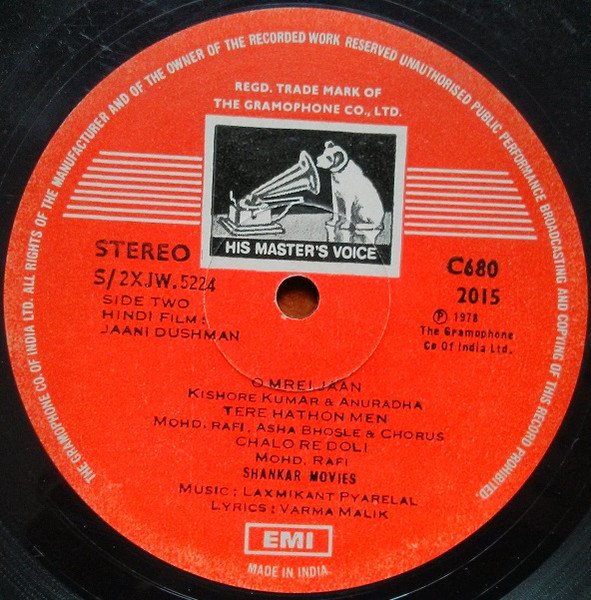 THE GRAMOPHONE CO. OF INDIA LTD. ALL RIGHTS OF THE MANUFACTURER AND OF THE OWNER OF THE RECORDED WORK RESERVED UNAUTHORISED PUBLIC PERFORMANCE BROADCASTING AND COPYING OF THIS RECORD PROHIBITED.
REGD. TRADE MARK OF
THE GRAMOPHONE CO., LTD.
HIS MASTER'S VOICE
STEREO
S/2XJW.5224
SIDE TWO
HINDI FILM:
JAANI DUSHMAN
C680
2015
℗ 1978
The Gramophone
Co Of India Ltd.
O MREI JAAN
KISHORE KUMAR & ANURADHA
TERE HATHON MEN
MOHD. RAFI, ASHA BHOSLE & CHORUS
CHALO RE DOLI
MOHD. RAFI
SHANKAR MOVIES
MUSIC: LAXMIKANT PYARELAL
LYRICS: VARMA MALIK
EMI
MADE IN INDIA